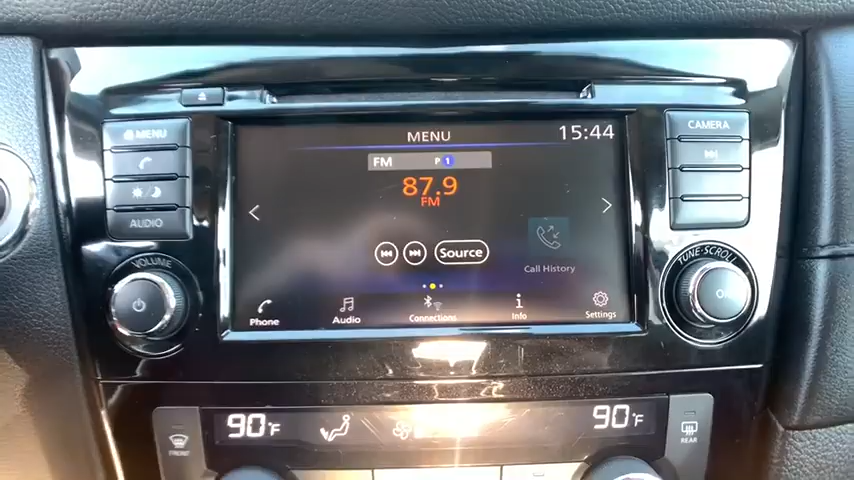 MENU
MENU
15:44
CAMERA
FM P 1
87.9
FM
AUDIO
Source
Call History
VOLUME
TUNE·SCROLL
Phone
Audio
Connections
Info
Settings
90°F
90°F
FRONT
REAR